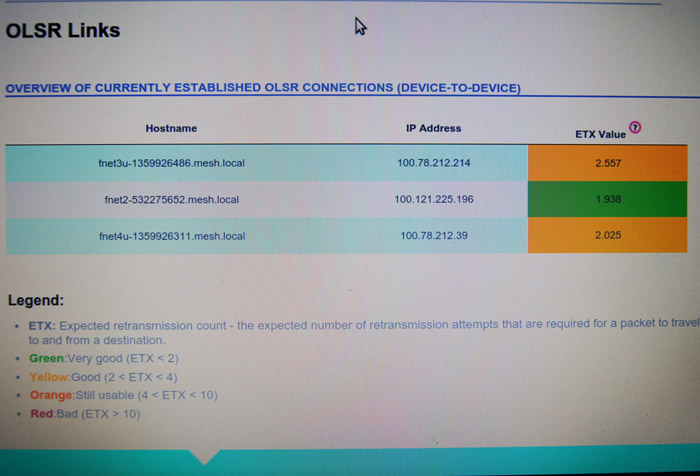 OLSR Links
OVERVIEW OF CURRENTLY ESTABLISHED OLSR CONNECTIONS (DEVICE-TO-DEVICE)
Hostname IP Address ETX Value ?
fnet3u-1359926486.mesh.local 100.78.212.214 2.557
fnet2-532275652.mesh.local 100.121.225.196 1.938
fnet4u-1359926311.mesh.local 100.78.212.39 2.025
Legend:
• ETX: Expected retransmission count - the expected number of retransmission attempts that are required for a packet to travel
to and from a destination.
• Green:Very good (ETX < 2)
• Yellow:Good (2 < ETX < 4)
• Orange:Still usable (4 < ETX < 10)
• Red:Bad (ETX > 10)